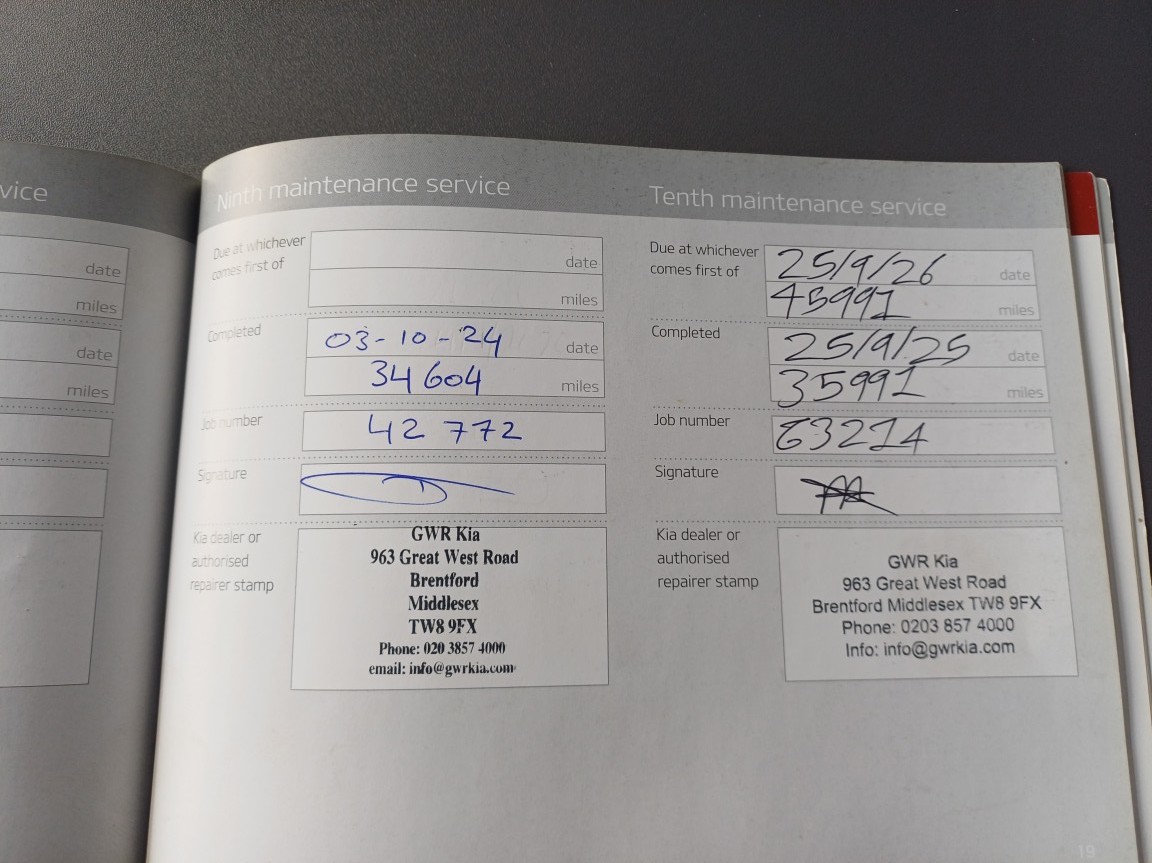 vice
date
miles
date
miles
Ninth maintenance service
Due at whichever
comes first of
date
miles
Completed
03-10-24 date
34604 miles
Job number
42 772
Signature
Kia dealer or
authorised
repairer stamp
GWR Kia
963 Great West Road
Brentford
Middlesex
TW8 9FX
Phone: 020 3857 4000
email: info@gwrkia.com
Tenth maintenance service
Due at whichever
comes first of
25/9/26 date
45991 miles
Completed
25/9/25 date
35991 miles
Job number
63214
Signature
Kia dealer or
authorised
repairer stamp
GWR Kia
963 Great West Road
Brentford Middlesex TW8 9FX
Phone: 0203 857 4000
Info: info@gwrkia.com
19